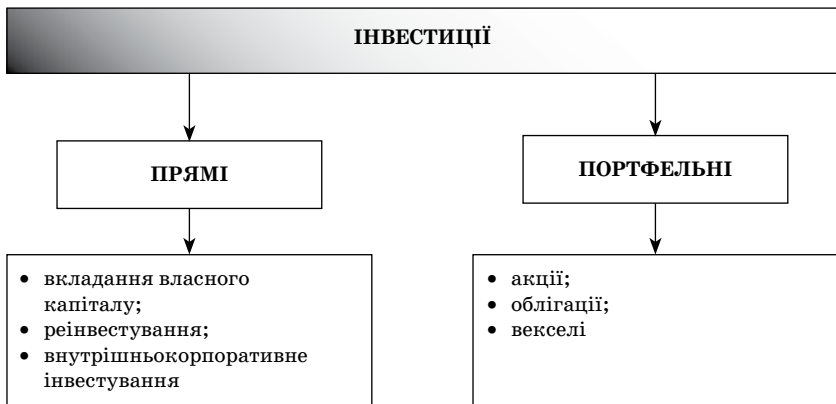 ІНВЕСТИЦІЇ
ПРЯМІ
ПОРТФЕЛЬНІ
• вкладання власного
капіталу;
• реінвестування;
• внутрішньокорпоративне
інвестування
• акції;
• облігації;
• векселі